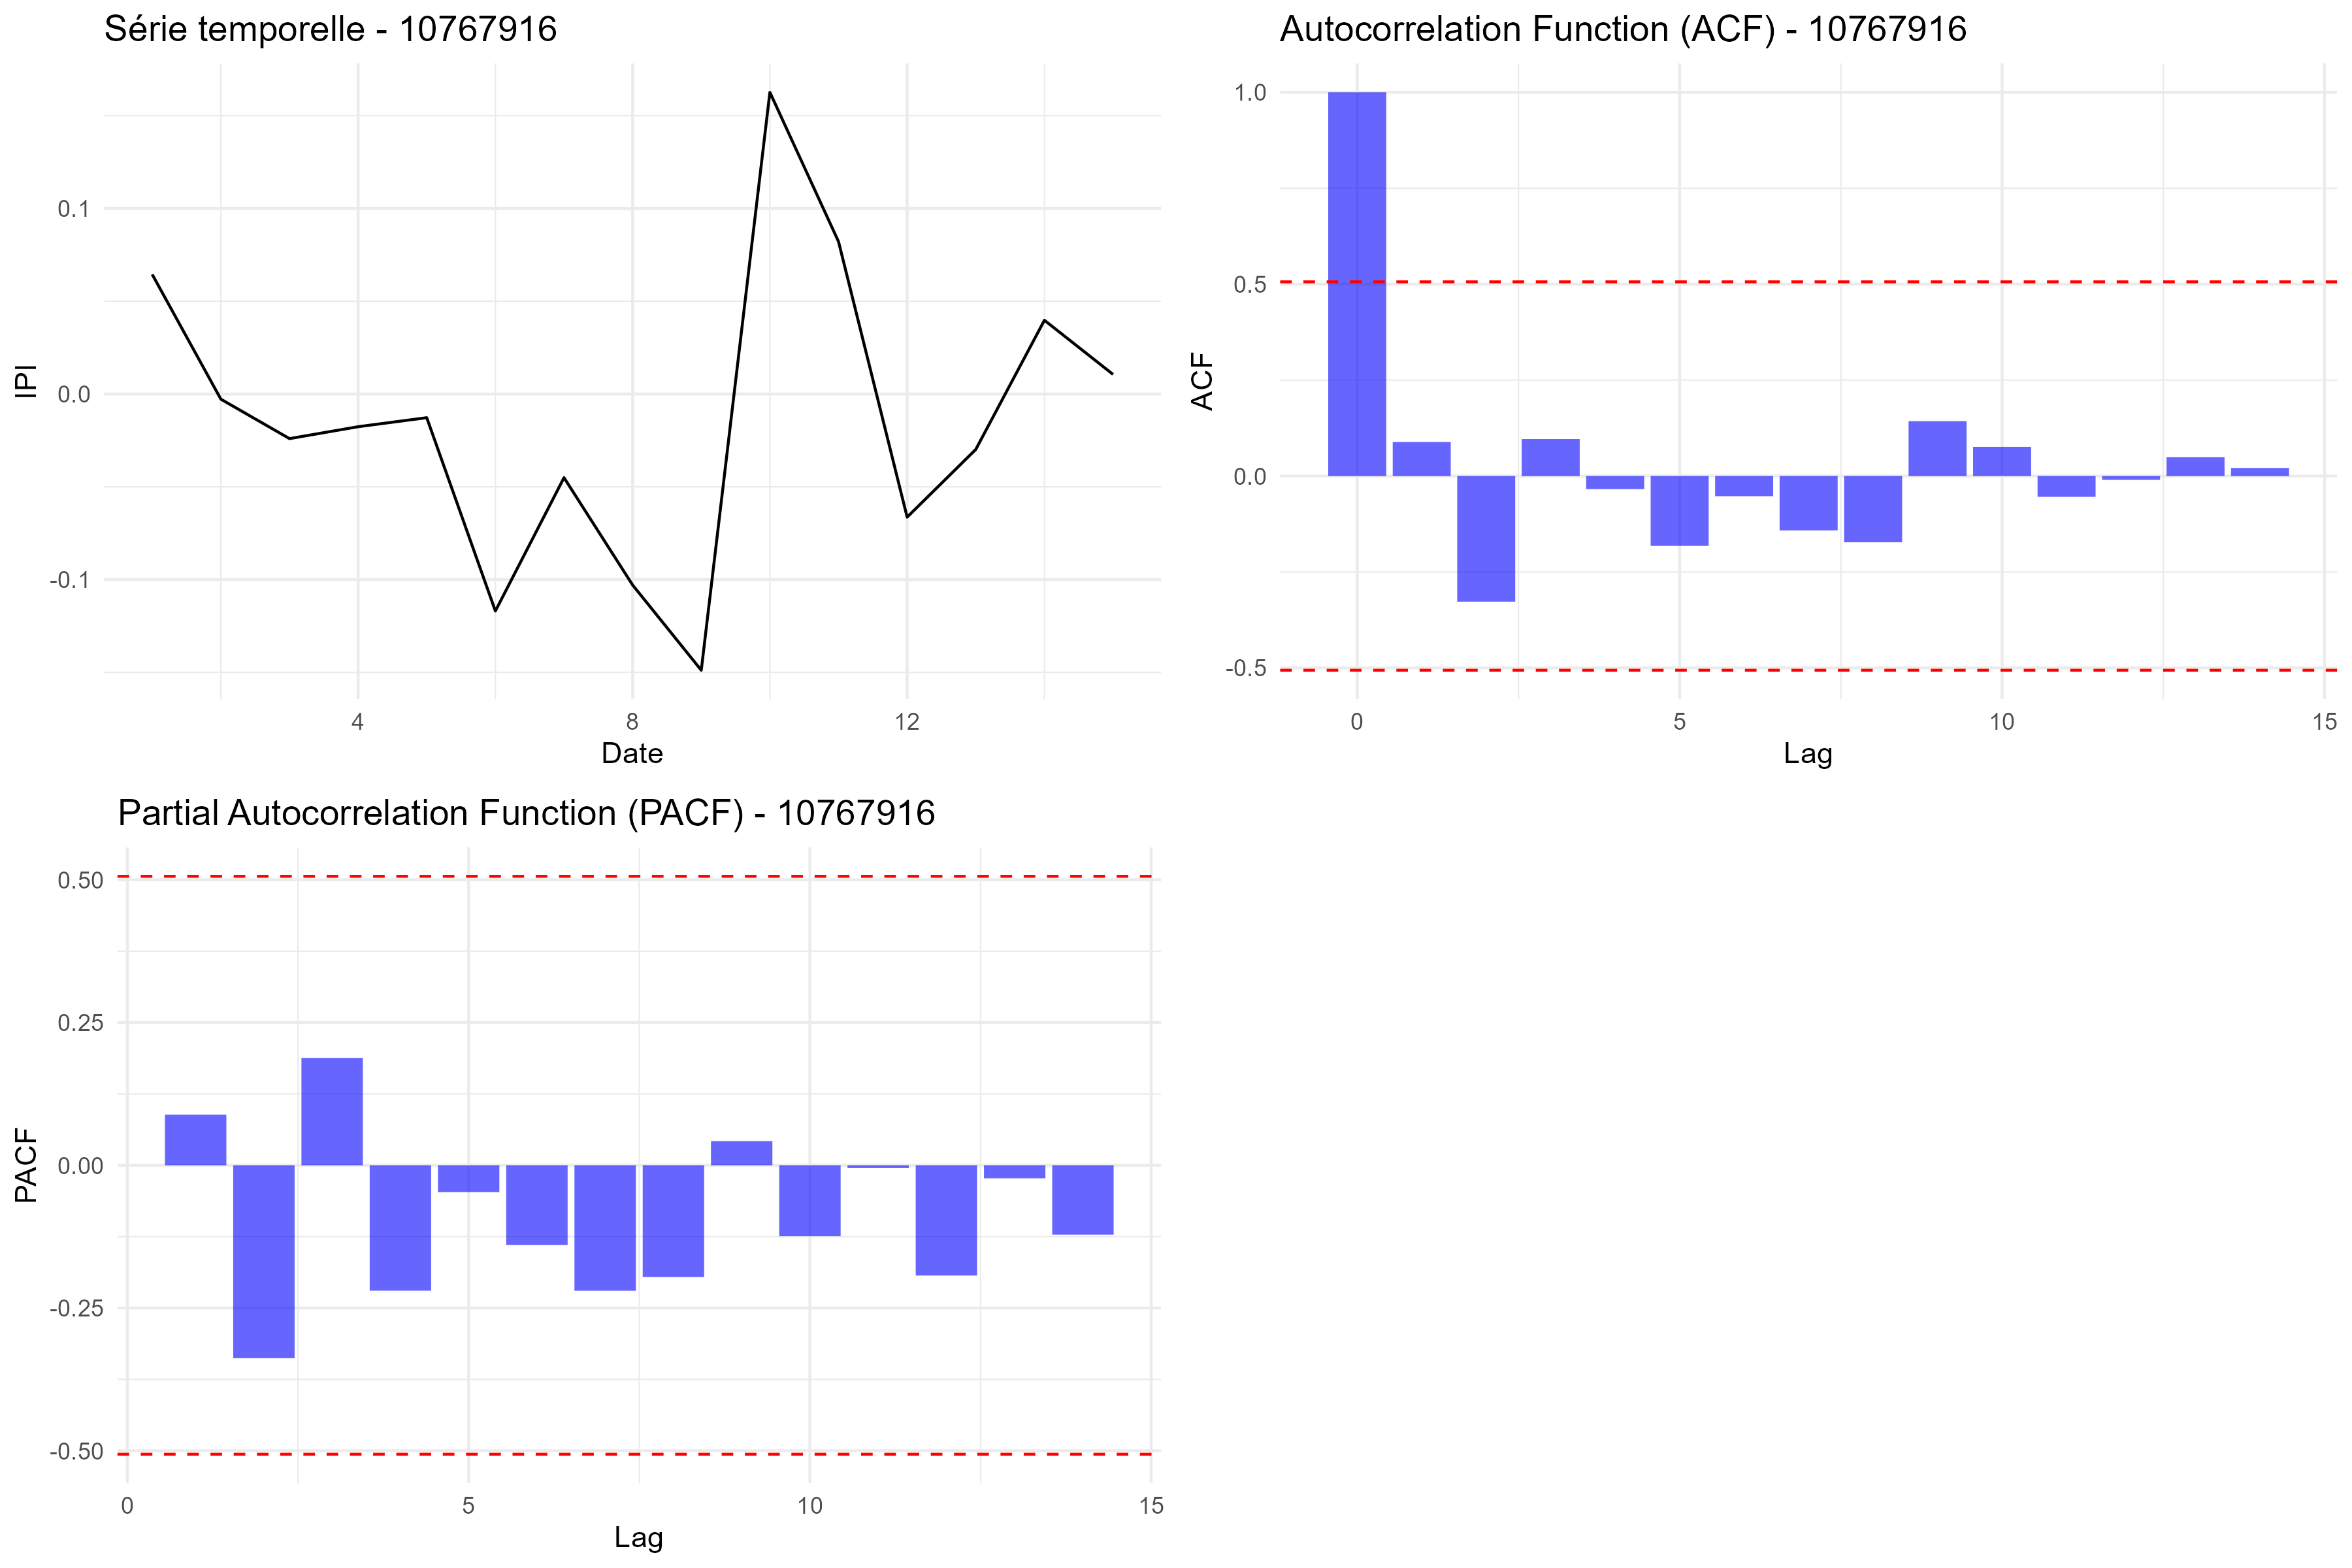 Série temporelle - 10767916
IPI
0.1
0.0
-0.1
4
8
12
Date
Autocorrelation Function (ACF) - 10767916
ACF
1.0
0.5
0.0
-0.5
0
5
10
15
Lag
Partial Autocorrelation Function (PACF) - 10767916
PACF
0.50
0.25
0.00
-0.25
-0.50
0
5
10
15
Lag